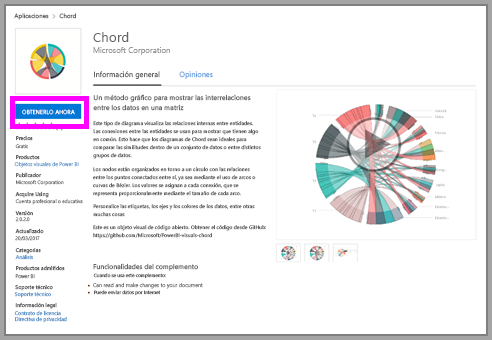 Aplicaciones > Chord
Chord
Microsoft Corporation
Información general
Opiniones
OBTENERLO AHORA
Precios
Gratis
Productos
Objetos visuales de Power BI
Publicador
Microsoft Corporation
Acquire Using
Cuenta profesional o educativa
Versión
2.0.2.0
Actualizado
20/03/2017
Categorías
Análisis
Productos admitidos
Power BI
Soporte técnico
Soporte técnico
Información legal
Contrato de licencia
Directiva de privacidad
Un método gráfico para mostrar las interrelaciones
entre los datos en una matriz
Este tipo de diagrama visualiza las relaciones internas entre entidades.
Las conexiones entre las entidades se usan para mostrar que tienen algo
en común. Esto hace que los diagramas de Chord sean ideales para
comparar las similitudes dentro de un conjunto de datos o entre distintos
grupos de datos.
Los nodos están organizados en torno a un círculo con las relaciones
entre los puntos conectados entre sí, ya sea mediante el uso de arcos o
curvas de Bézier. Los valores se asignan a cada conexión, que se
representa proporcionalmente mediante el tamaño de cada arco.
Personalice las etiquetas, los ejes y los colores de los datos, entre otras
muchas cosas
Este es un objeto visual de código abierto. Obtener el código desde GitHub:
https://github.com/Microsoft/PowerBI-visuals-chord
Funcionalidades del complemento
Cuando se usa este complemento:
• Can read and make changes to your document
• Puede enviar datos por Internet